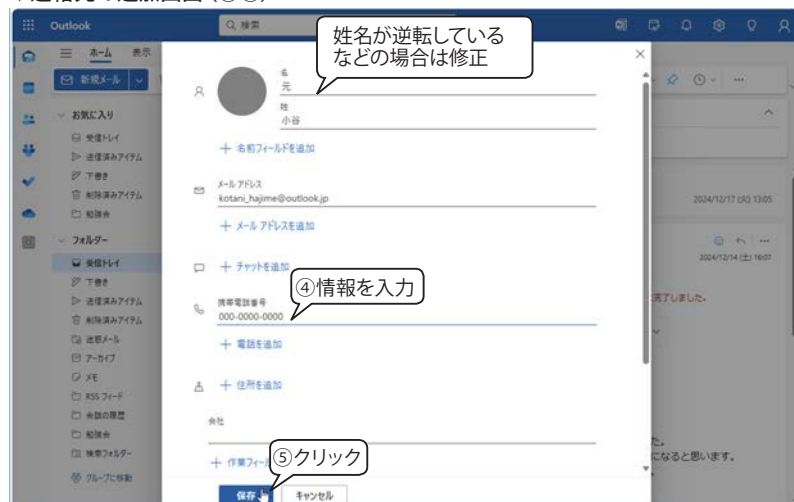 Outlook
検索
姓名が逆転している
などの場合は修正
ホーム 表示
新規メール
お気に入り
受信トレイ
送信済みアイテム
下書き
削除済みアイテム
勉強会
フォルダー
受信トレイ
下書き
送信済みアイテム
削除済みアイテム
迷惑メール
アーカイブ
メモ
RSS フィード
会話の履歴
勉強会
検索フォルダー
グループに移動
名
元
姓
小谷
+ 名前フィールドを追加
メール アドレス
kotani_hajime@outlook.jp
+ メール アドレスを追加
+ チャットを追加
④情報を入力
携帯電話番号
000-0000-0000
+ 電話を追加
+ 住所を追加
会社
+ 作業フィール
⑤クリック
保存 キャンセル
2024/12/17 (火) 13:05
2024/12/14 (土) 16:07
完了しました。
た。
になると思います。